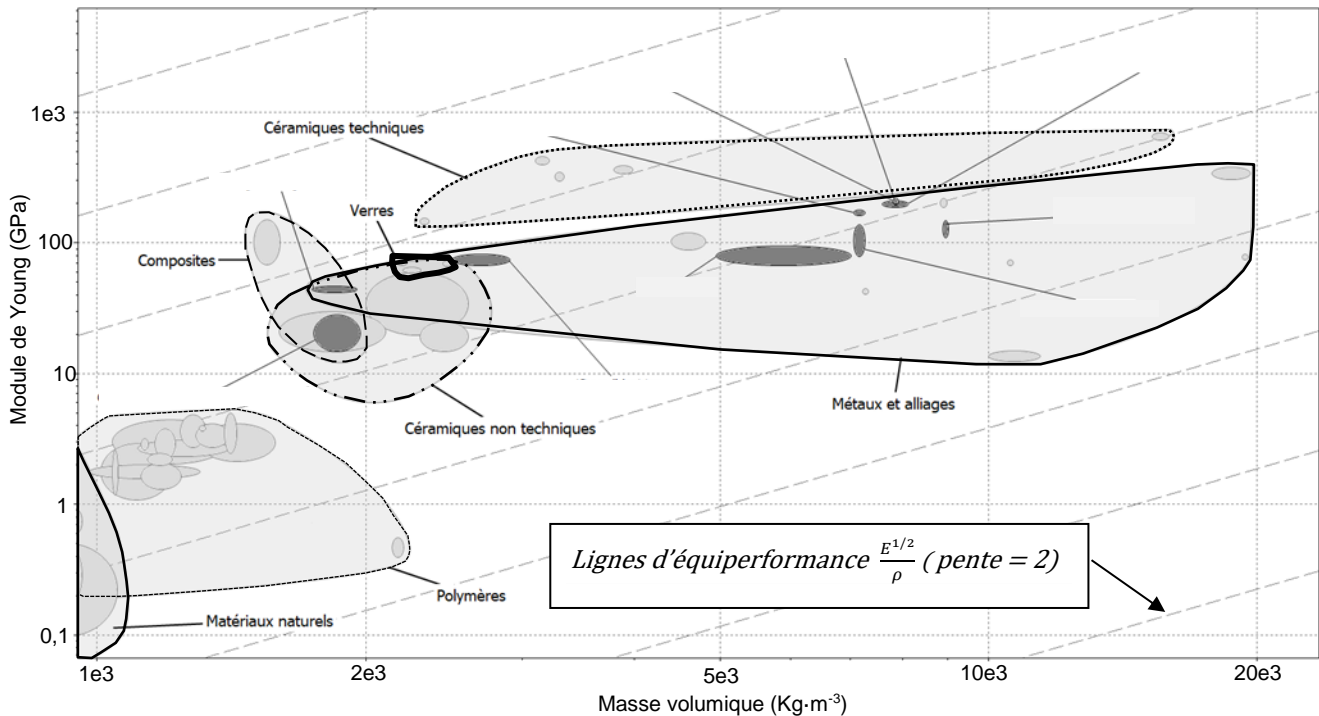 1e3
Céramiques techniques
Verres
100
Composites
10
Métaux et alliages
Céramiques non techniques
1
Lignes d'équiperformance E^{1/2}/ρ ( pente = 2)
Polymères
Matériaux naturels
0,1
Module de Young (GPa)
1e3
2e3
5e3
10e3
20e3
Masse volumique (Kg·m⁻³)